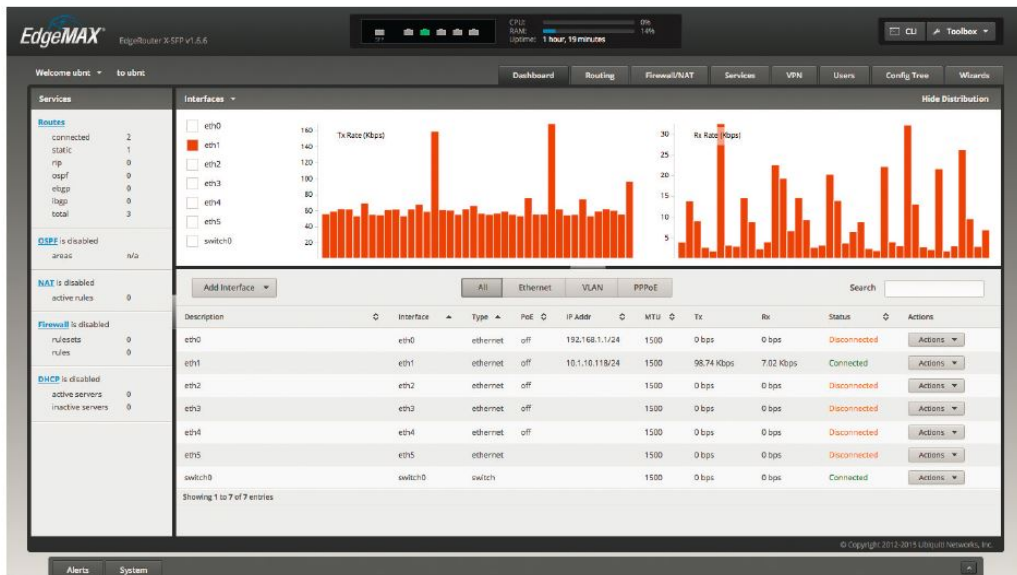 EdgeMAX EdgeRouter X-SFP v1.6.6
CPU: 0%
RAM: 14%
Uptime: 1 hour, 19 minutes
CLI Toolbox
Welcome ubnt to ubnt
Dashboard Routing Firewall/NAT Services VPN Users Config Tree Wizards
Services
Routes
connected 2
static 1
rip 0
ospf 0
ebgp 0
ibgp 0
total 3
OSPF is disabled
areas n/a
NAT is disabled
active rules 0
Firewall is disabled
rulesets 0
rules 0
DHCP is disabled
active servers 0
inactive servers 0
Interfaces Hide Distribution
eth0
eth1
eth2
eth3
eth4
eth5
switch0
Tx Rate (Kbps)
160
140
120
100
80
60
40
20
Rx Rate (Kbps)
30
25
20
15
10
5
Add Interface All Ethernet VLAN PPPoE Search
Description Interface Type PoE IP Addr MTU Tx Rx Status Actions
eth0 eth0 ethernet off 192.168.1.1/24 1500 0 bps 0 bps Disconnected Actions
eth1 eth1 ethernet off 10.1.10.118/24 1500 98.74 Kbps 7.02 Kbps Connected Actions
eth2 eth2 ethernet off 1500 0 bps 0 bps Disconnected Actions
eth3 eth3 ethernet off 1500 0 bps 0 bps Disconnected Actions
eth4 eth4 ethernet off 1500 0 bps 0 bps Disconnected Actions
eth5 eth5 ethernet 1500 0 bps 0 bps Disconnected Actions
switch0 switch0 switch 1500 0 bps 0 bps Connected Actions
Showing 1 to 7 of 7 entries
© Copyright 2012-2015 Ubiquiti Networks, Inc.
Alerts System